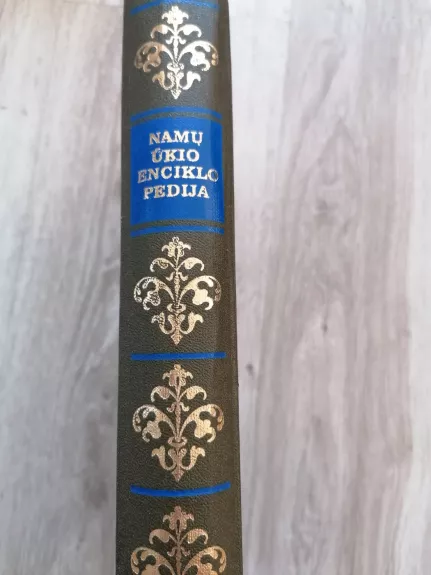 NAMŲ
ŪKIO
ENCIKLO
PEDIJA